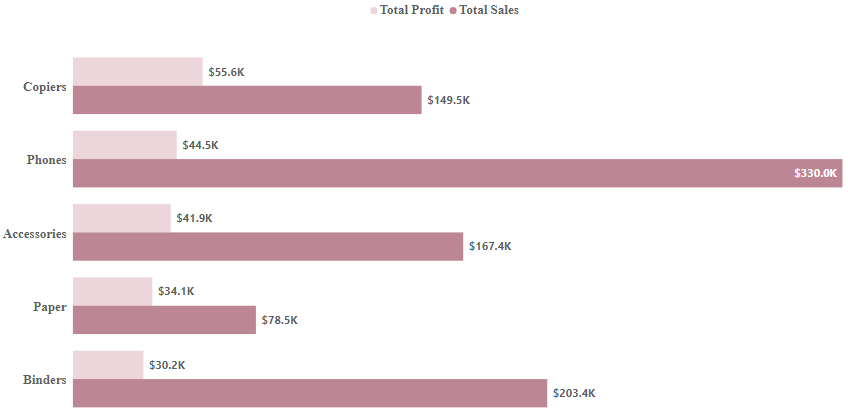 Total Profit Total Sales
$55.6K
Copiers
$149.5K
$44.5K
Phones
$330.0K
$41.9K
Accessories
$167.4K
$34.1K
Paper
$78.5K
$30.2K
Binders
$203.4K